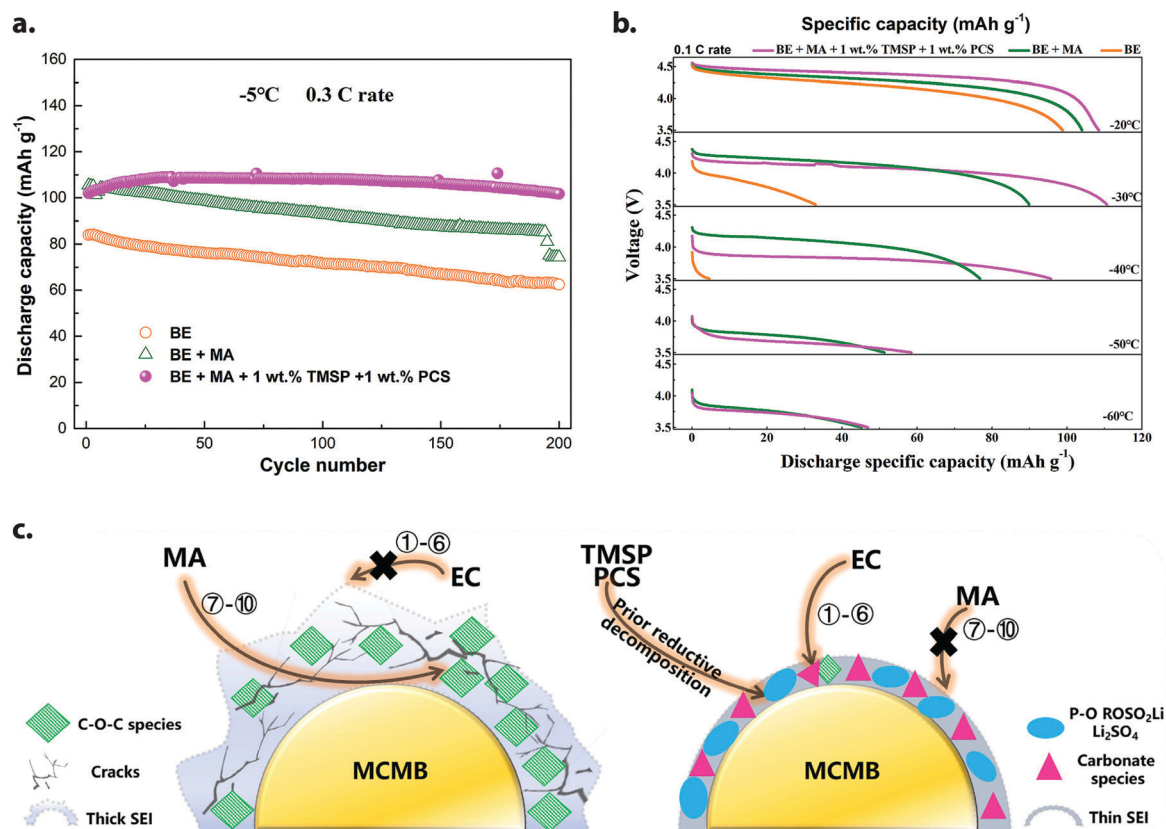 a.
160
140
120
100
80
60
40
20
0
0
50
100
150
200
Discharge capacity (mAh g⁻¹)
Cycle number
-5°C 0.3 C rate
BE
BE + MA
BE + MA + 1 wt.% TMSP +1 wt.% PCS
b.
Specific capacity (mAh g⁻¹)
0.1 C rate
BE + MA + 1 wt.% TMSP + 1 wt.% PCS
BE + MA
BE
Voltage (V)
4.5
4.0
3.5
-20°C
4.5
4.0
3.5
-30°C
4.5
4.0
3.5
-40°C
4.0
3.5
-50°C
4.0
3.5
-60°C
0
20
40
60
80
100
120
Discharge specific capacity (mAh g⁻¹)
c.
MA
①-⑥
EC
⑦-⑩
C-O-C species
Cracks
Thick SEI
MCMB
TMSP
PCS
Prior reductive
decomposition
EC
①-⑥
MA
⑦-⑩
MCMB
P-O ROSO₂Li
Li₂SO₄
Carbonate
species
Thin SEI